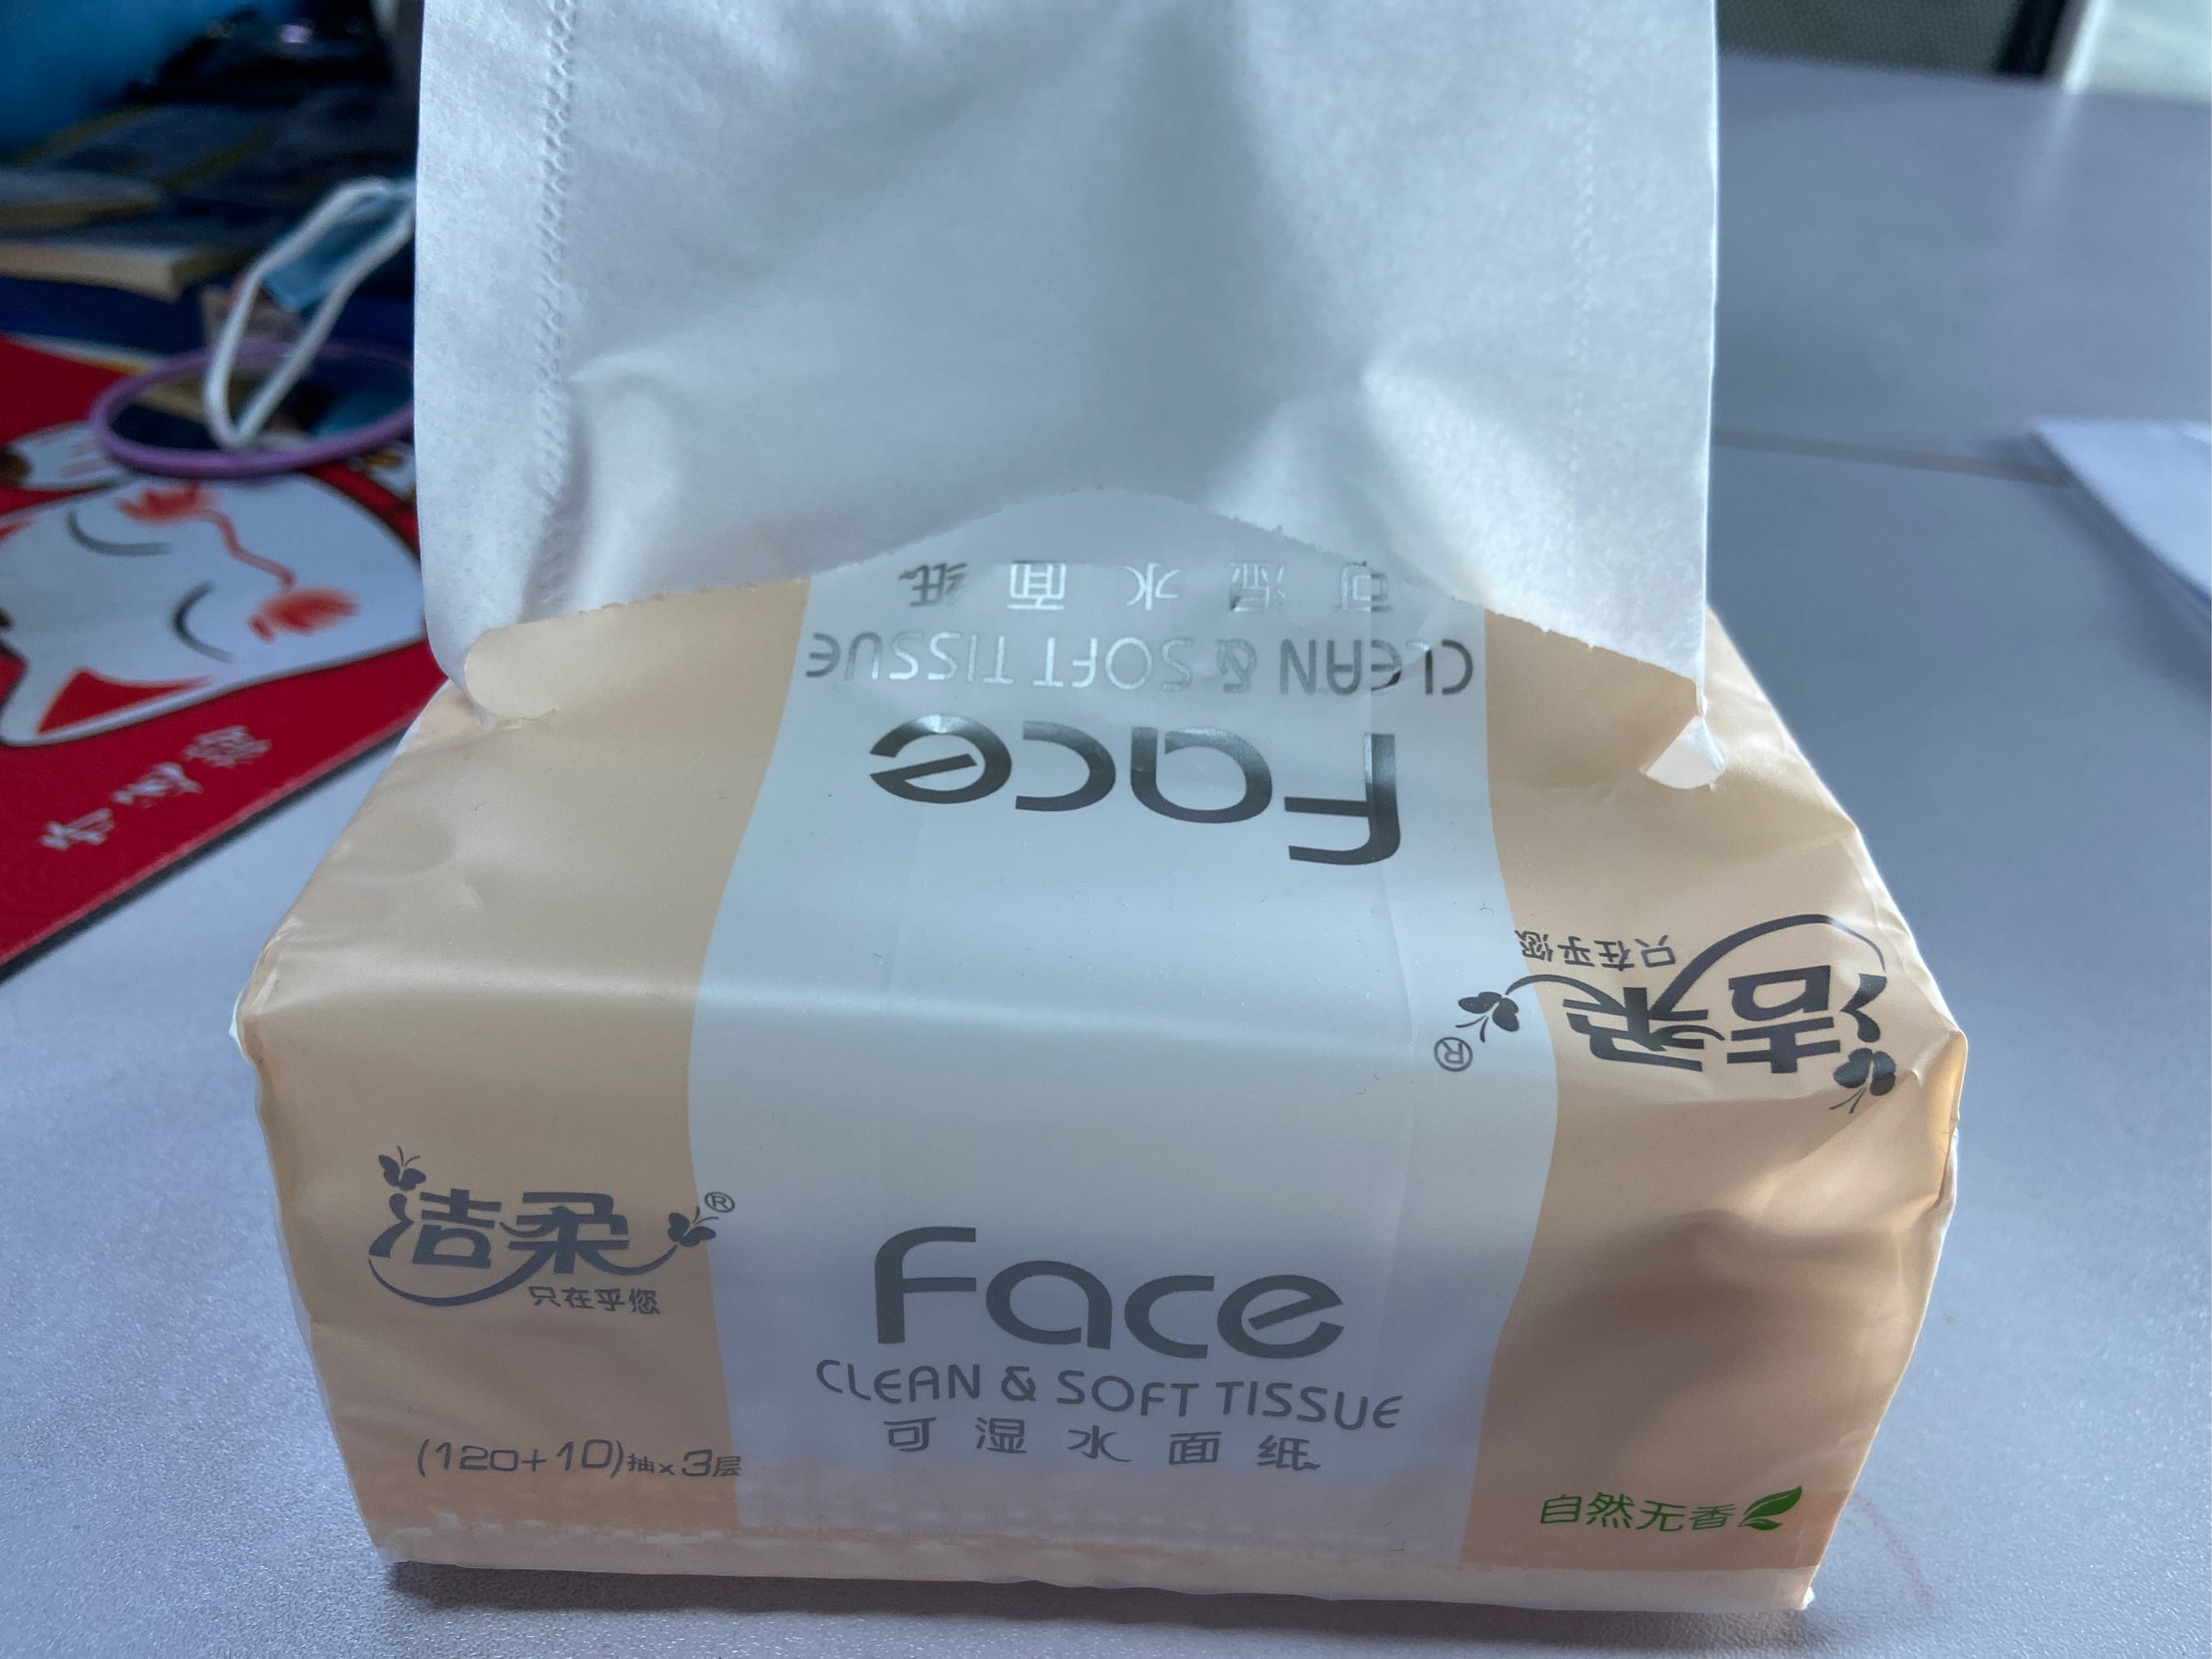 可湿水面纸
CLEAN & SOFT TISSUE
Face
只在乎您
洁柔
®
洁柔®
只在乎您
Face
CLEAN & SOFT TISSUE
可湿水面纸
(120+10)抽x3层
自然无香